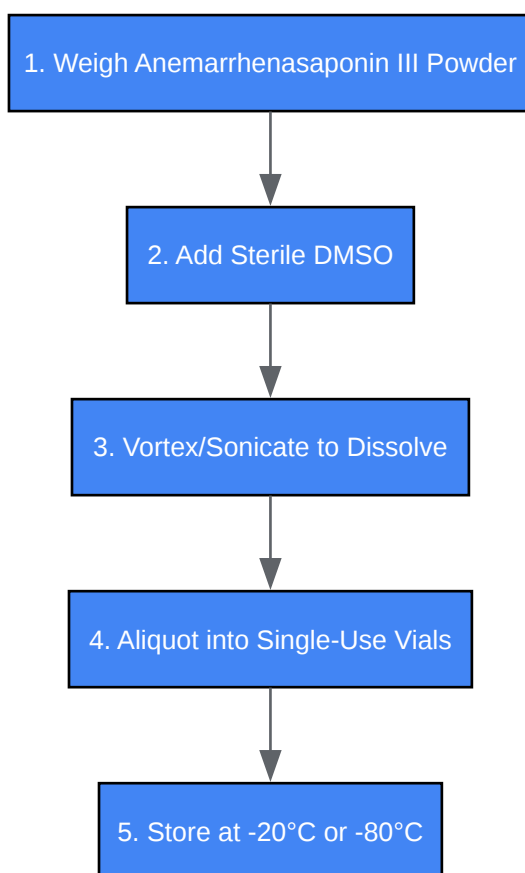 1. Weigh Anemarrhenasaponin III Powder
2. Add Sterile DMSO
3. Vortex/Sonicate to Dissolve
4. Aliquot into Single-Use Vials
5. Store at -20°C or -80°C